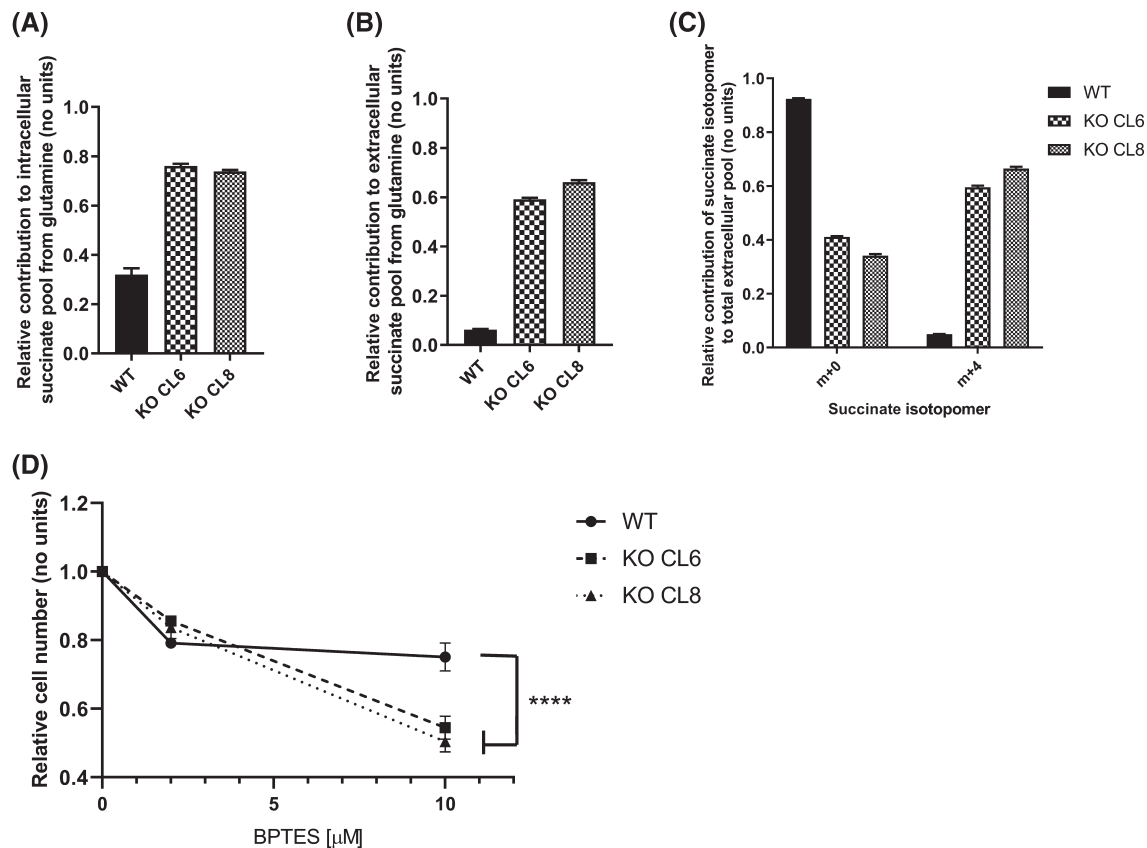 (A)
Relative contribution to intracellular
succinate pool from glutamine (no units)
1.0
0.8
0.6
0.4
0.2
0.0
WT
KO CL6
KO CL8
(B)
Relative contribution to extracellular
succinate pool from glutamine (no units)
1.0
0.8
0.6
0.4
0.2
0.0
WT
KO CL6
KO CL8
(C)
Relative contribution of succinate isotopomer
to total extracellular pool (no units)
1.0
0.8
0.6
0.4
0.2
0.0
m+0
m+4
Succinate isotopomer
WT
KO CL6
KO CL8
(D)
Relative cell number (no units)
1.2
1.0
0.8
0.6
0.4
0
5
10
BPTES [μM]
****
WT
KO CL6
KO CL8